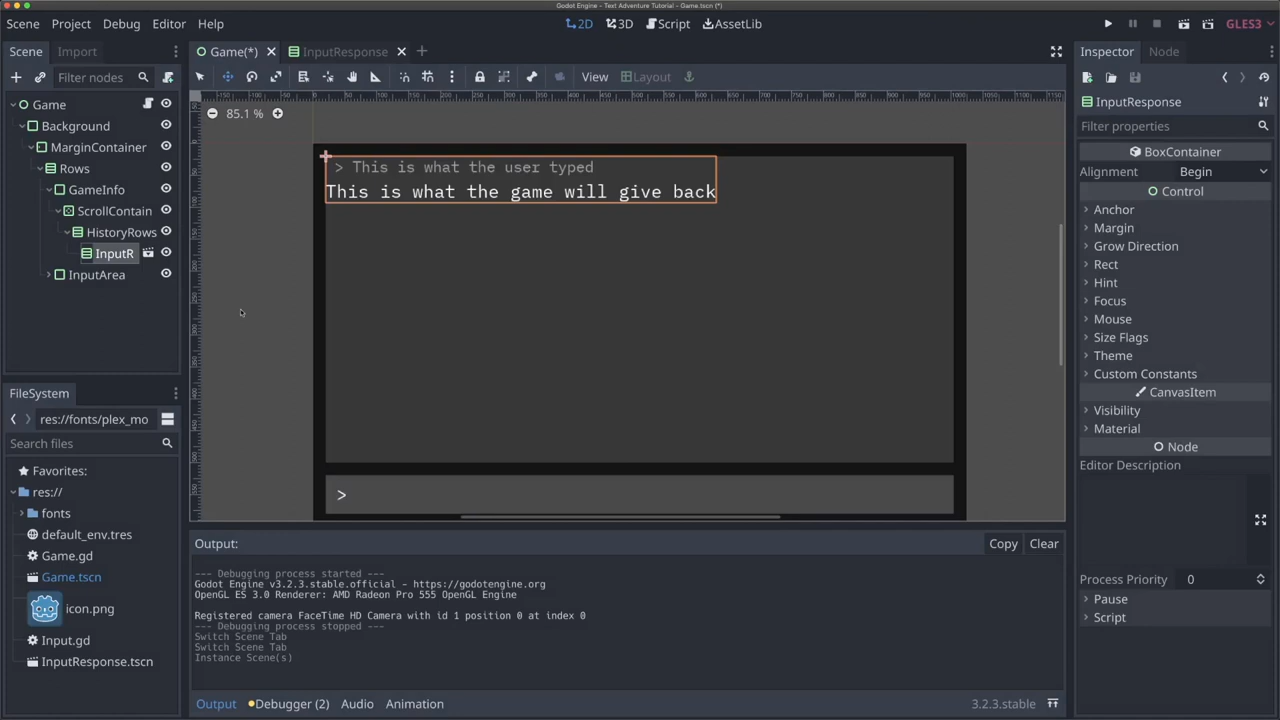 Godot Engine - Text Adventure Tutorial - Game.tscn (*)
Scene Project Debug Editor Help
2D 3D Script AssetLib
GLES3
Scene Import
Game(*) InputResponse
Inspector Node
Filter nodes
View Layout
Game
Background
MarginContainer
Rows
GameInfo
ScrollContain
HistoryRows
InputR
InputArea
85.1 %
> This is what the user typed
This is what the game will give back
>
InputResponse
Filter properties
BoxContainer
Alignment Begin
Control
Anchor
Margin
Grow Direction
Rect
Hint
Focus
Mouse
Size Flags
Theme
Custom Constants
CanvasItem
Visibility
Material
Node
Editor Description
Process Priority 0
Pause
Script
FileSystem
res://fonts/plex_mo
Search files
Favorites:
res://
fonts
default_env.tres
Game.gd
Game.tscn
icon.png
Input.gd
InputResponse.tscn
Output:
Copy Clear
--- Debugging process started ---
Godot Engine v3.2.3.stable.official - https://godotengine.org
OpenGL ES 3.0 Renderer: AMD Radeon Pro 555 OpenGL Engine
Registered camera FaceTime HD Camera with id 1 position 0 at index 0
--- Debugging process stopped ---
Switch Scene Tab
Switch Scene Tab
Instance Scene(s)
Output Debugger (2) Audio Animation
3.2.3.stable